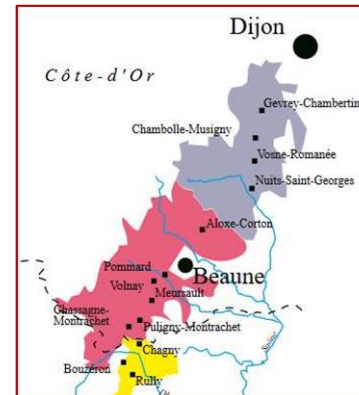 Dijon
Côte-d'Or
Gevrey-Chambertin
Chambolle-Musigny
Vosne-Romanée
Nuits-Saint-Georges
Aloxe-Corton
Pommard
Beaune
Volnay
Meursault
Chassagne-
Montrachet
Puligny-Montrachet
Chagny
Bouzeron
Rully